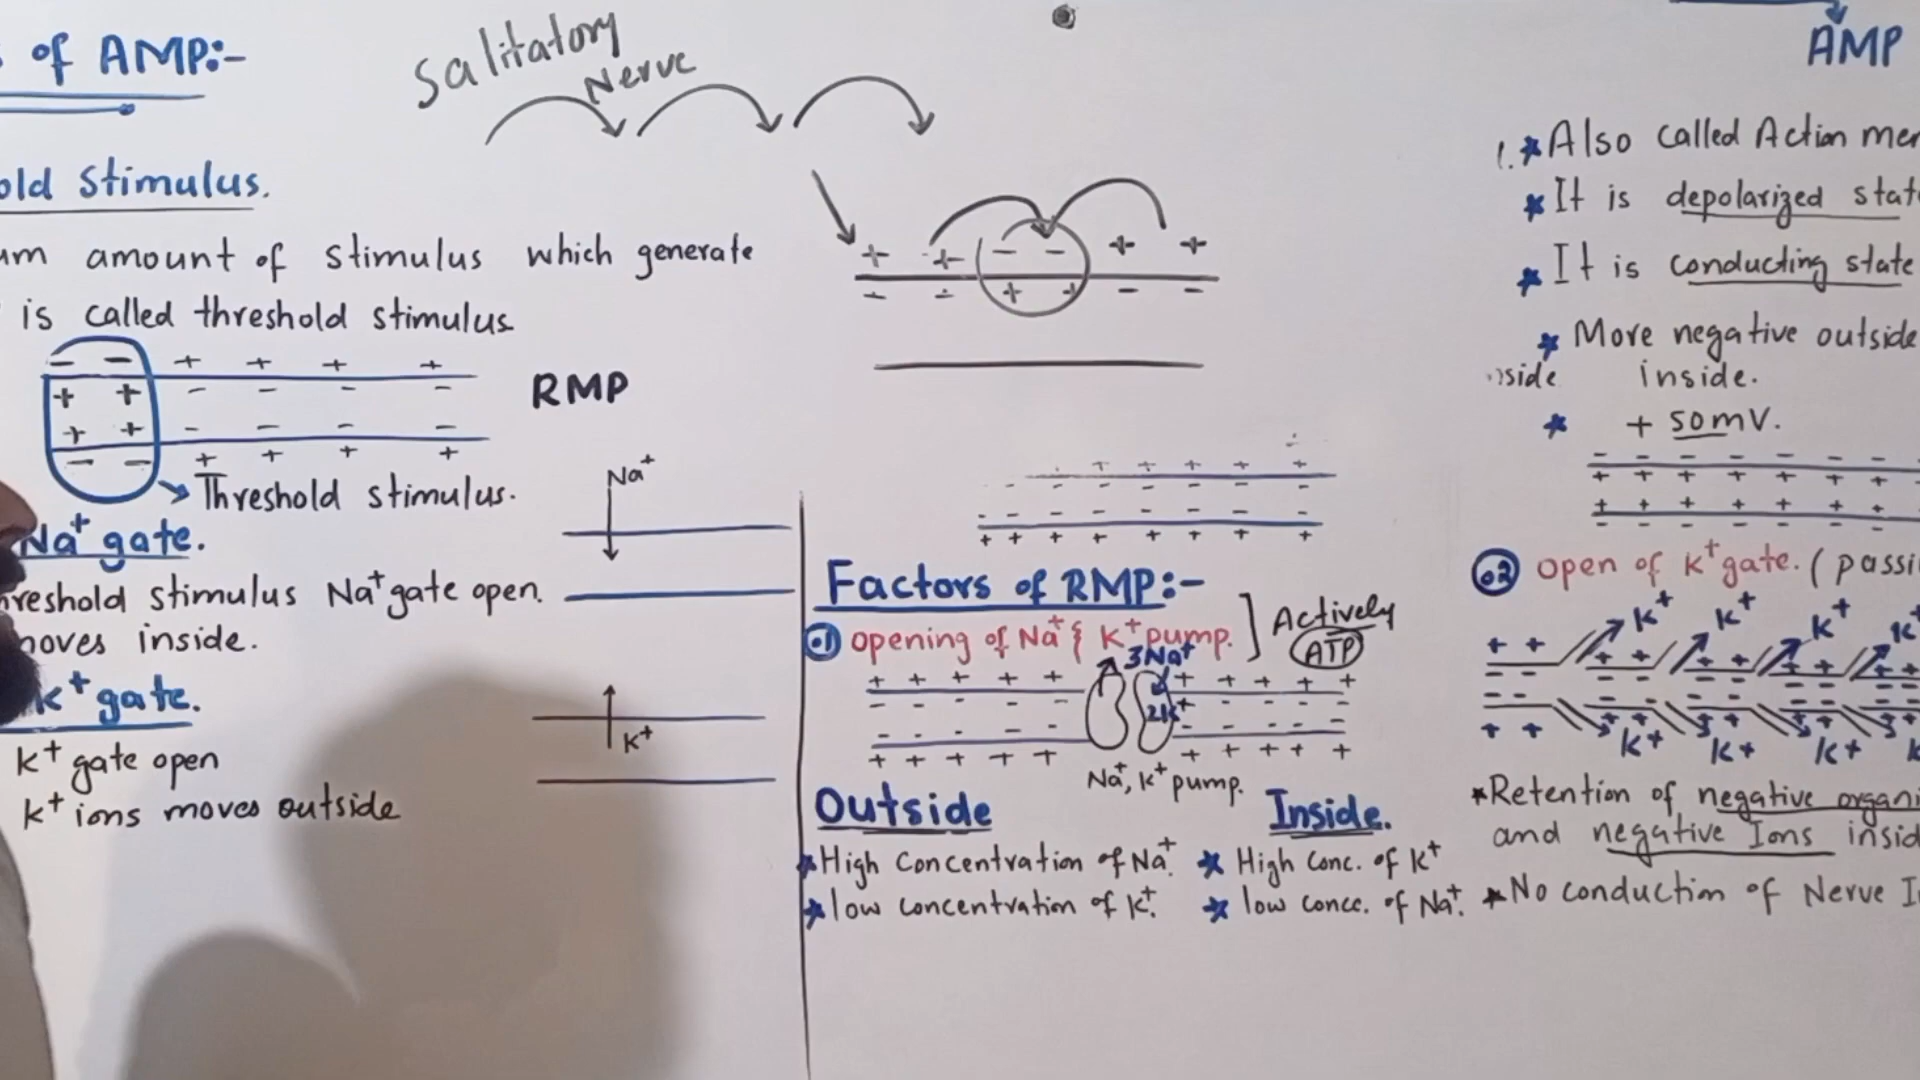 of AMP:-
Salitatory
Nerve
old Stimulus.
um amount of stimulus which generate
is called threshold stimulus
- - + + + +
+ + - - - -
+ + - - - -
- - + + + +
RMP
Threshold stimulus.
Na⁺ gate.
hreshold stimulus Na⁺ gate open.
moves inside.
K⁺ gate.
K⁺ gate open
K⁺ ions moves outside
Na⁺
K⁺
+ + - - + +
- - + + - -
Factors of RMP:-
01 opening of Na⁺ & K⁺ pump.
Actively
ATP
3Na⁺
2K⁺
Na⁺, K⁺ pump.
Outside
High Concentration of Na⁺.
low concentration of K⁺.
Inside.
High Conc. of K⁺
low conce. of Na⁺.
AMP
1. Also called Action mem
It is depolarized stat
It is conducting state
More negative outside
inside.
+ 50mV.
02 open of K⁺ gate. (passi
K⁺ K⁺ K⁺ K⁺
K+ K+ K+ K
*Retention of negative organi
and negative Ions insid
*No conduction of Nerve I